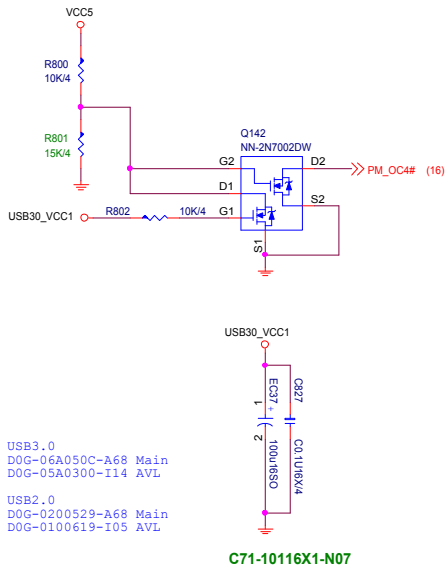 VCC5
R800
10K/4
R801
15K/4
Q142
NN-2N7002DW
G2
D2
PM_OC4# (16)
D1
S2
USB30_VCC1
R802
10K/4
G1
S1
USB30_VCC1
1
EC37
+
2
100u16SO
C827
C0.1U16X/4
USB3.0
D0G-06A050C-A68 Main
D0G-05A0300-I14 AVL
USB2.0
D0G-0200529-A68 Main
D0G-0100619-I05 AVL
C71-10116X1-N07